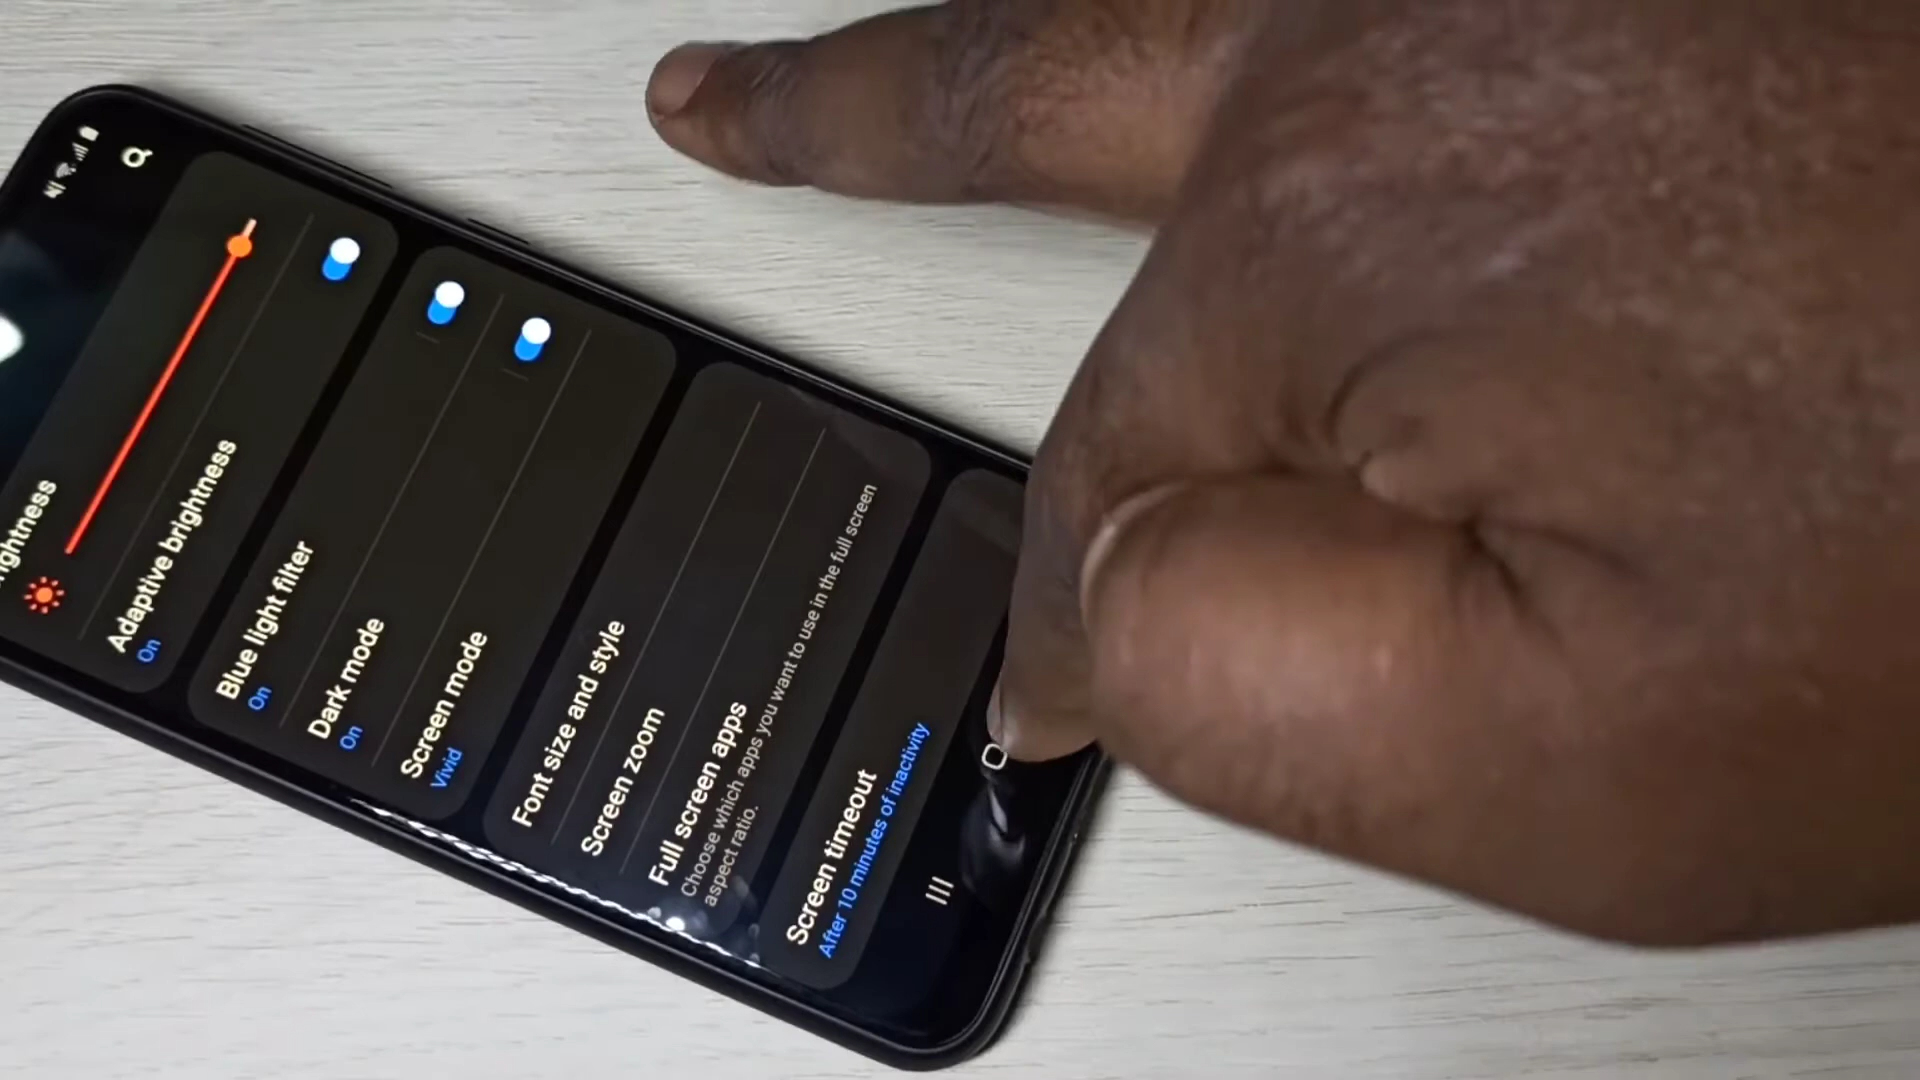 ightness
Adaptive brightness
On
Blue light filter
On
Dark mode
On
Screen mode
Vivid
Font size and style
Screen zoom
Full screen apps
Choose which apps you want to use in the full screen
aspect ratio.
Screen timeout
After 10 minutes of inactivity